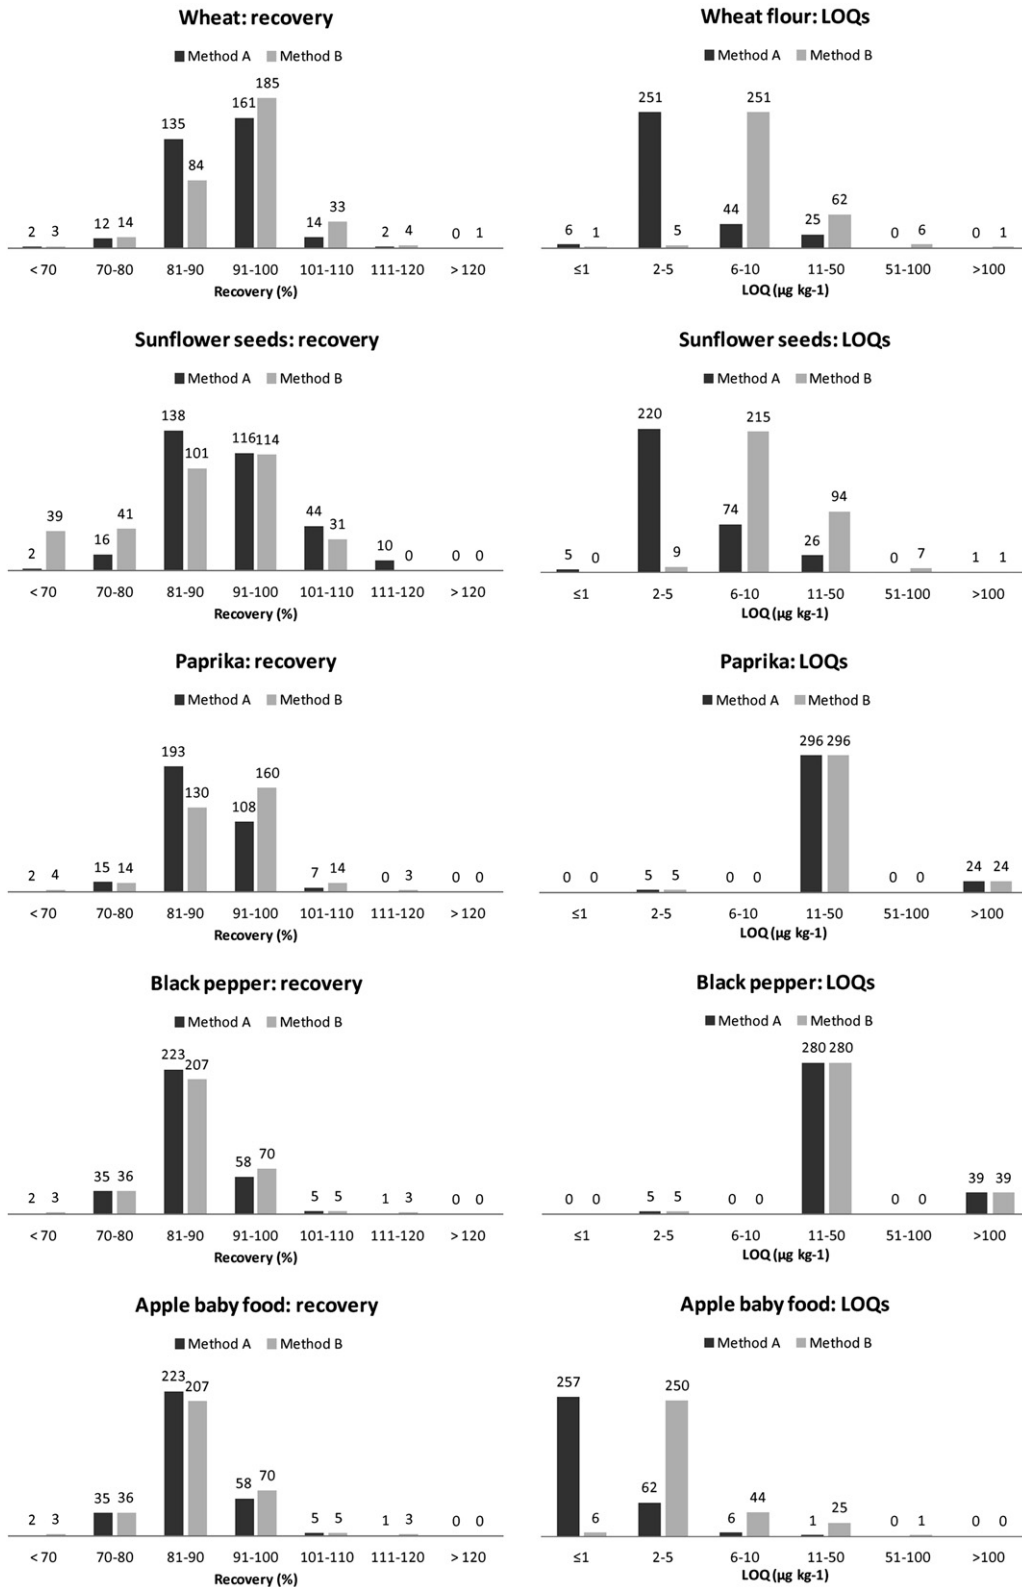 Wheat: recovery
Method A Method B
2 3 12 14 135 84 161 185 14 33 2 4 0 1
< 70 70-80 81-90 91-100 101-110 111-120 > 120
Recovery (%)
Wheat flour: LOQs
Method A Method B
6 1 251 5 44 251 25 62 0 6 0 1
≤1 2-5 6-10 11-50 51-100 >100
LOQ (µg kg-1)
Sunflower seeds: recovery
Method A Method B
2 39 16 41 138 101 116 114 44 31 10 0 0 0
< 70 70-80 81-90 91-100 101-110 111-120 > 120
Recovery (%)
Sunflower seeds: LOQs
Method A Method B
5 0 220 9 74 215 26 94 0 7 1 1
≤1 2-5 6-10 11-50 51-100 >100
LOQ (µg kg-1)
Paprika: recovery
Method A Method B
2 4 15 14 193 130 108 160 7 14 0 3 0 0
< 70 70-80 81-90 91-100 101-110 111-120 > 120
Recovery (%)
Paprika: LOQs
Method A Method B
0 0 5 5 0 0 296 296 0 0 24 24
≤1 2-5 6-10 11-50 51-100 >100
LOQ (µg kg-1)
Black pepper: recovery
Method A Method B
2 3 35 36 223 207 58 70 5 5 1 3 0 0
< 70 70-80 81-90 91-100 101-110 111-120 > 120
Recovery (%)
Black pepper: LOQs
Method A Method B
0 0 5 5 0 0 280 280 0 0 39 39
≤1 2-5 6-10 11-50 51-100 >100
LOQ (µg kg-1)
Apple baby food: recovery
Method A Method B
2 3 35 36 223 207 58 70 5 5 1 3 0 0
< 70 70-80 81-90 91-100 101-110 111-120 > 120
Recovery (%)
Apple baby food: LOQs
Method A Method B
257 6 62 250 6 44 1 25 0 1 0 0
≤1 2-5 6-10 11-50 51-100 >100
LOQ (µg kg-1)